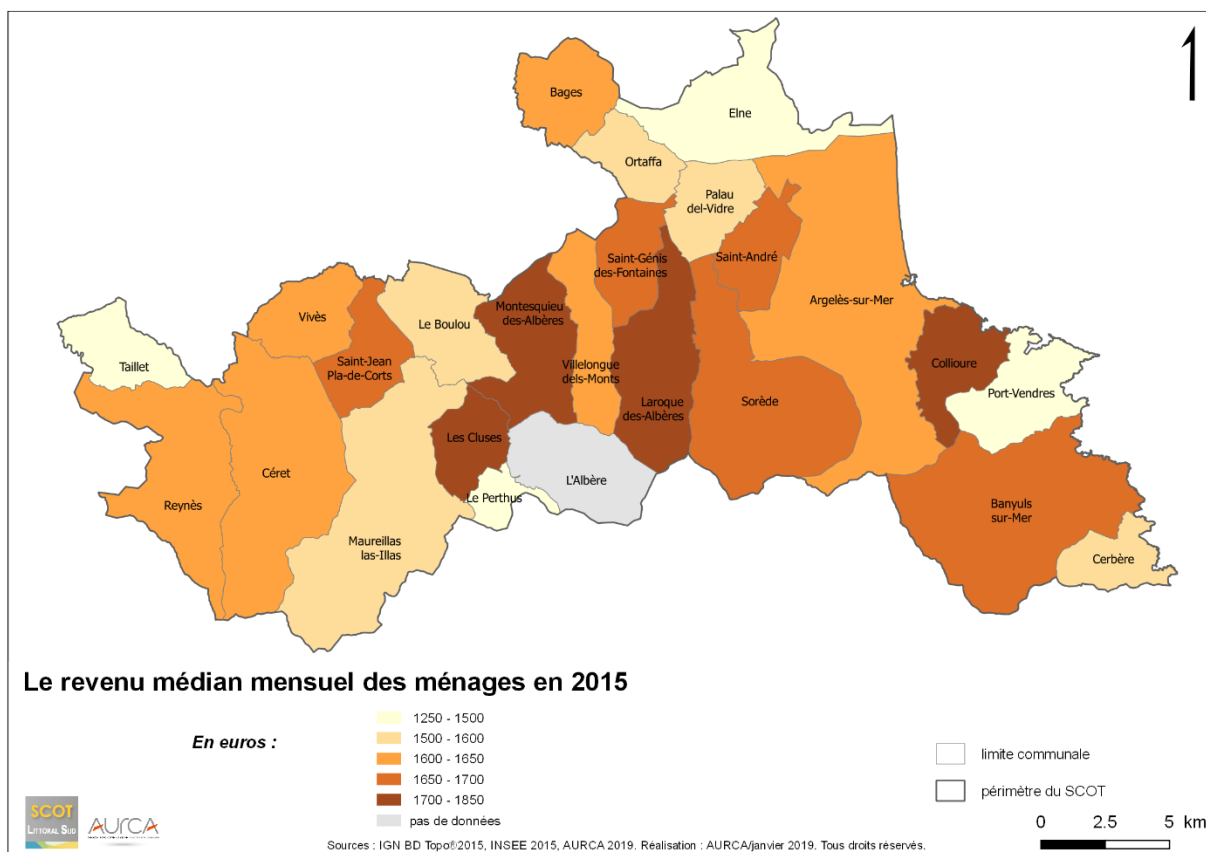 Bages
Elne
Ortaffa
Palau
del-Vidre
Saint-Génis
des-Fontaines
Saint-André
Argelès-sur-Mer
Montesquieu
des-Albères
Vivès
Le Boulou
Saint-Jean
Pla-de-Corts
Taillet
Villelongue
dels-Monts
Collioure
Port-Vendres
Laroque
des-Albères
Sorède
Les Cluses
Céret
L'Albère
Le Perthus
Reynès
Banyuls
sur-Mer
Maureillas
las-Illas
Cerbère
Le revenu médian mensuel des ménages en 2015
En euros :
1250 - 1500
1500 - 1600
1600 - 1650
1650 - 1700
1700 - 1850
pas de données
limite communale
périmètre du SCOT
0 2.5 5 km
SCOT
LITTORAL SUD
AURCA
Sources : IGN BD Topo®2015, INSEE 2015, AURCA 2019. Réalisation : AURCA/janvier 2019. Tous droits réservés.